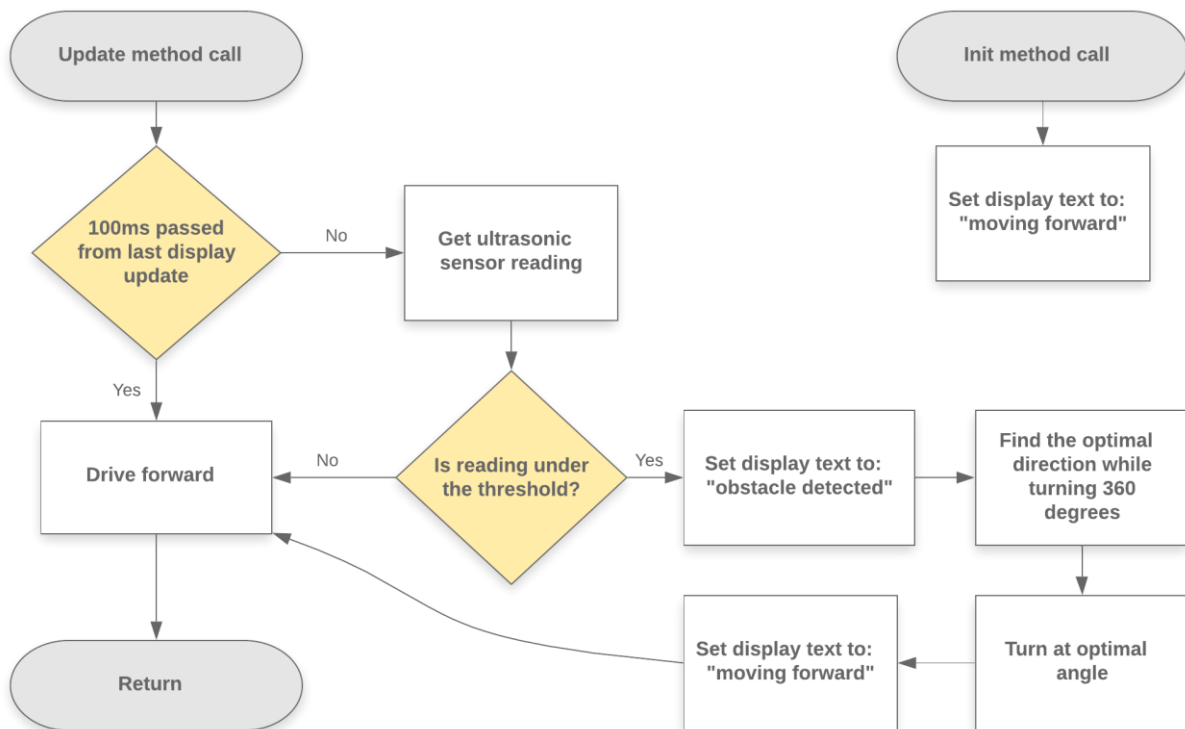 Update method call
Init method call
100ms passed
from last display
update
No
Get ultrasonic
sensor reading
Set display text to:
"moving forward"
Yes
Drive forward
No
Is reading under
the threshold?
Yes
Set display text to:
"obstacle detected"
Find the optimal
direction while
turning 360
degrees
Return
Set display text to:
"moving forward"
Turn at optimal
angle